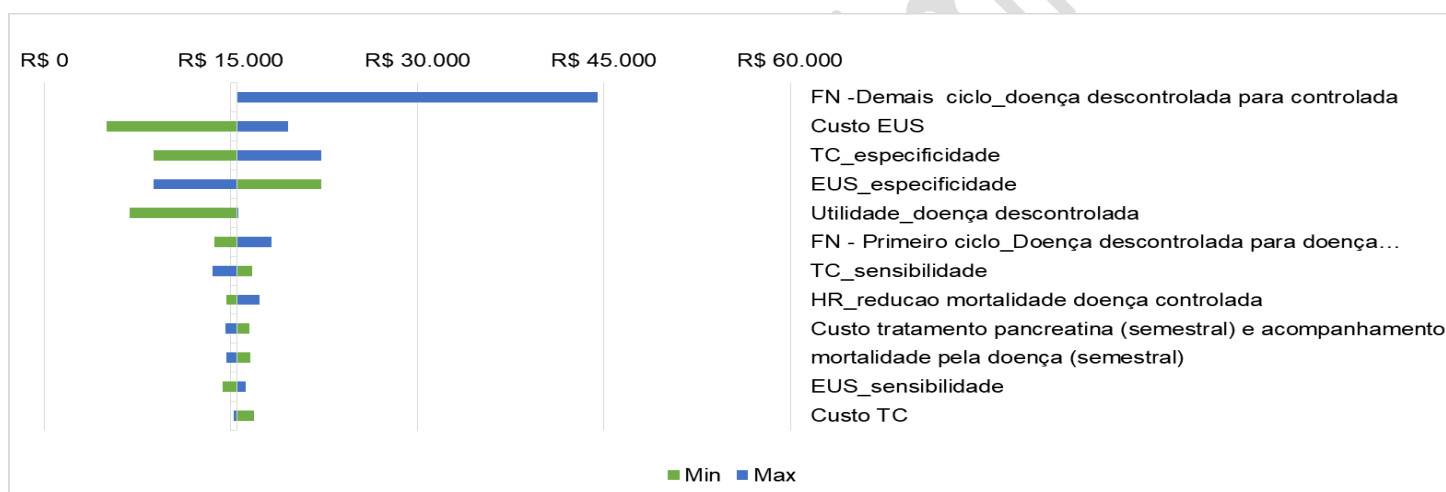 R$ 0 R$ 15.000 R$ 30.000 R$ 45.000 R$ 60.000
FN -Demais ciclo_doença descontrolada para controlada
Custo EUS
TC_especificidade
EUS_especificidade
Utilidade_doença descontrolada
FN - Primeiro ciclo_Doença descontrolada para doença…
TC_sensibilidade
HR_reducao mortalidade doença controlada
Custo tratamento pancreatina (semestral) e acompanhamento
mortalidade pela doença (semestral)
EUS_sensibilidade
Custo TC
Min Max